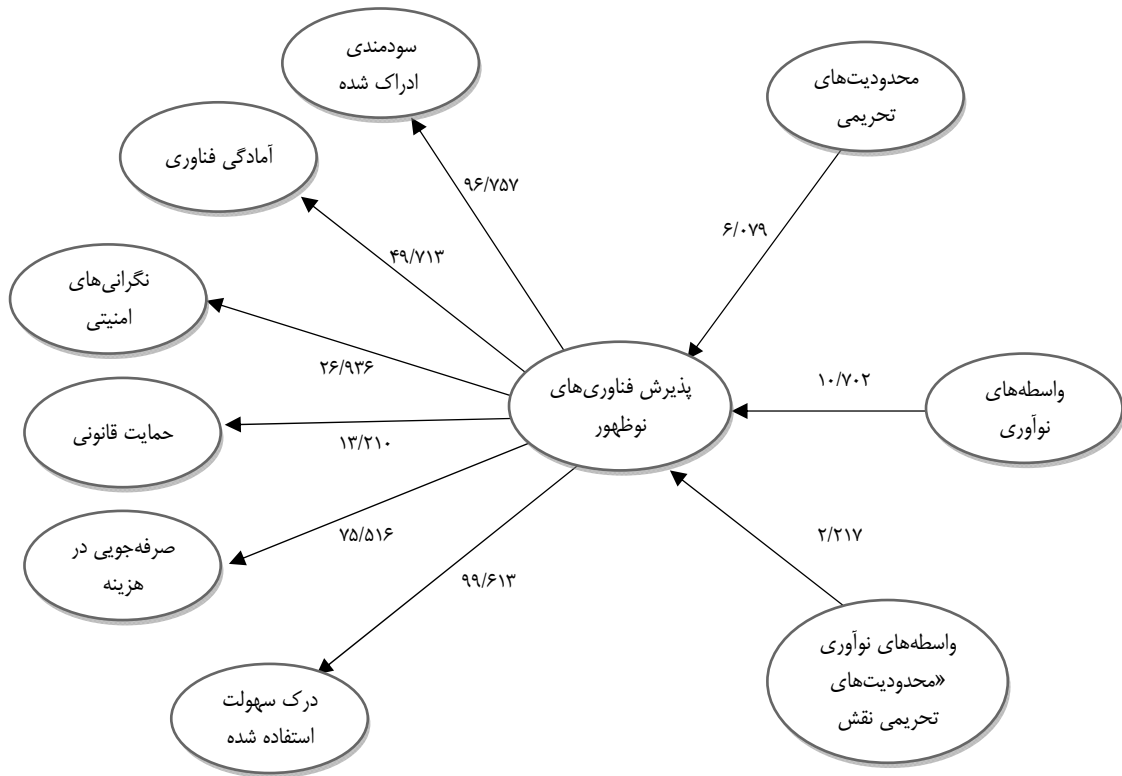 سودمندی
ادراک شده
محدودیت‌های
تحریمی
آمادگی فناوری
۹۶/۷۵۷
۶/۰۷۹
۴۹/۷۱۳
نگرانی‌های
امنیتی
۲۶/۹۳۶
پذیرش فناوری‌های
نوظهور
۱۰/۷۰۲
واسطه‌های
نوآوری
حمایت قانونی
۱۳/۲۱۰
صرفه‌جویی در
هزینه
۷۵/۵۱۶
۲/۲۱۷
۹۹/۶۱۳
واسطه‌های نوآوری
«محدودیت‌های
تحریمی نقش
درک سهولت
استفاده شده